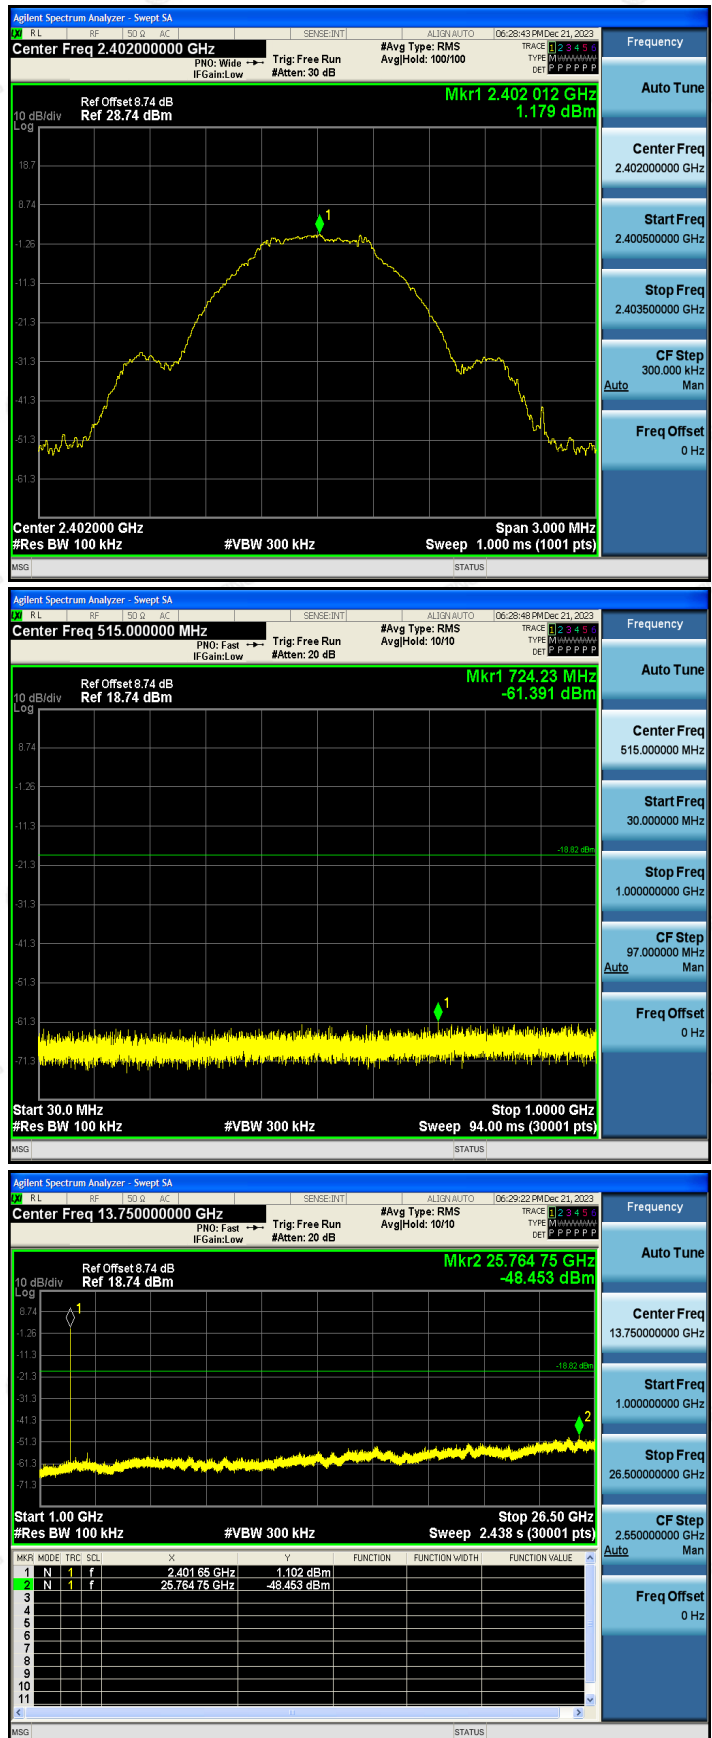 Agilent Spectrum Analyzer - Swept SA
LXI RL RF 50 Ω AC SENSE:INT ALIGN AUTO 06:28:43 PM Dec 21, 2023
Center Freq 2.402000000 GHz #Avg Type: RMS TRACE 1 2 3 4 5 6 Frequency
PNO: Wide Trig: Free Run Avg|Hold: 100/100 TYPE M WWWWW
IFGain:Low #Atten: 30 dB DET P P P P P P
Auto Tune
Mkr1 2.402 012 GHz
1.179 dBm
Ref Offset 8.74 dB
10 dB/div Ref 28.74 dBm
Log
18.7
8.74
-1.26
-11.3
-21.3
-31.3
-41.3
-51.3
-61.3
1
Center Freq
2.402000000 GHz
Start Freq
2.400500000 GHz
Stop Freq
2.403500000 GHz
CF Step
300.000 kHz
Auto Man
Freq Offset
0 Hz
Center 2.402000 GHz Span 3.000 MHz
#Res BW 100 kHz #VBW 300 kHz Sweep 1.000 ms (1001 pts)
MSG STATUS
Agilent Spectrum Analyzer - Swept SA
LXI RL RF 50 Ω AC SENSE:INT ALIGN AUTO 06:28:48 PM Dec 21, 2023
Center Freq 515.000000 MHz #Avg Type: RMS TRACE 1 2 3 4 5 6 Frequency
PNO: Fast Trig: Free Run Avg|Hold: 10/10 TYPE M WWWWW
IFGain:Low #Atten: 20 dB DET P P P P P P
Auto Tune
Mkr1 724.23 MHz
-61.391 dBm
Ref Offset 8.74 dB
10 dB/div Ref 18.74 dBm
Log
8.74
-1.26
-11.3
-21.3
-31.3
-41.3
-51.3
-61.3
-71.3
-18.82 dBm
1
Center Freq
515.000000 MHz
Start Freq
30.000000 MHz
Stop Freq
1.000000000 GHz
CF Step
97.000000 MHz
Auto Man
Freq Offset
0 Hz
Start 30.0 MHz Stop 1.0000 GHz
#Res BW 100 kHz #VBW 300 kHz Sweep 94.00 ms (30001 pts)
MSG STATUS
Agilent Spectrum Analyzer - Swept SA
LXI RL RF 50 Ω AC SENSE:INT ALIGN AUTO 06:29:22 PM Dec 21, 2023
Center Freq 13.750000000 GHz #Avg Type: RMS TRACE 1 2 3 4 5 6 Frequency
PNO: Fast Trig: Free Run Avg|Hold: 10/10 TYPE M WWWWW
IFGain:Low #Atten: 20 dB DET P P P P P P
Auto Tune
Mkr2 25.764 75 GHz
-48.453 dBm
Ref Offset 8.74 dB
10 dB/div Ref 18.74 dBm
Log
8.74
-1.26
-11.3
-21.3
-31.3
-41.3
-51.3
-61.3
-71.3
1
-18.82 dBm
2
Center Freq
13.750000000 GHz
Start Freq
1.000000000 GHz
Stop Freq
26.500000000 GHz
CF Step
2.550000000 GHz
Auto Man
Freq Offset
0 Hz
Start 1.00 GHz Stop 26.50 GHz
#Res BW 100 kHz #VBW 300 kHz Sweep 2.438 s (30001 pts)
MKR MODE TRC SCL X Y FUNCTION FUNCTION WIDTH FUNCTION VALUE
1 N 1 f 2.401 65 GHz 1.102 dBm
2 N 1 f 25.764 75 GHz -48.453 dBm
3
4
5
6
7
8
9
10
11
MSG STATUS